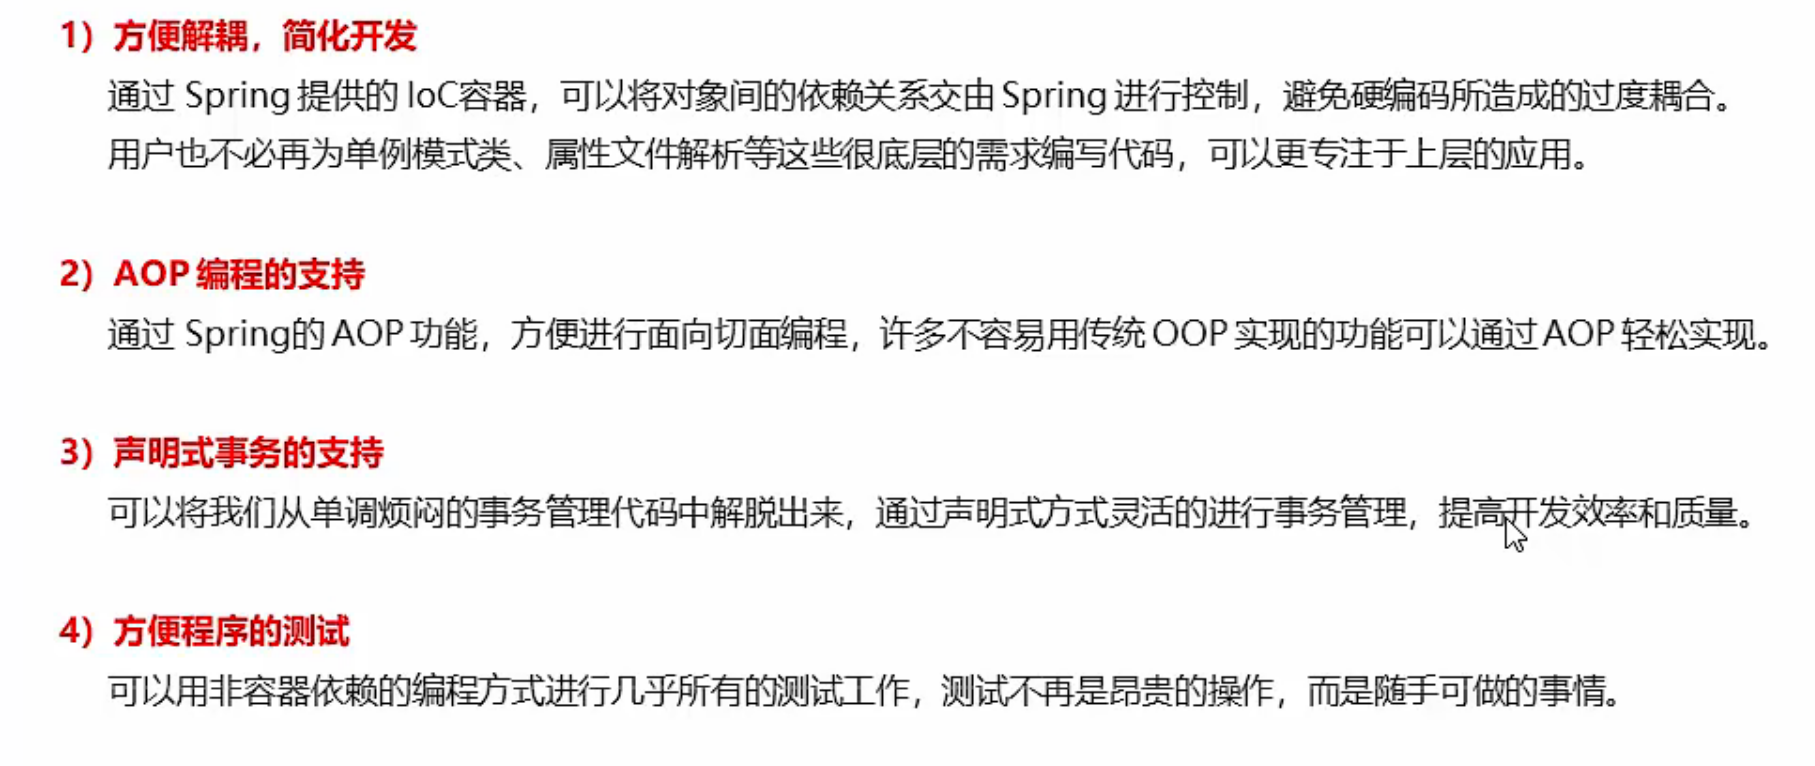 1）方便解耦，简化开发
通过 Spring 提供的 IoC容器，可以将对象间的依赖关系交由 Spring 进行控制，避免硬编码所造成的过度耦合。
用户也不必再为单例模式类、属性文件解析等这些很底层的需求编写代码，可以更专注于上层的应用。
2）AOP 编程的支持
通过 Spring的 AOP 功能，方便进行面向切面编程，许多不容易用传统 OOP 实现的功能可以通过 AOP 轻松实现。
3）声明式事务的支持
可以将我们从单调烦闷的事务管理代码中解脱出来，通过声明式方式灵活的进行事务管理，提高开发效率和质量。
4）方便程序的测试
可以用非容器依赖的编程方式进行几乎所有的测试工作，测试不再是昂贵的操作，而是随手可做的事情。